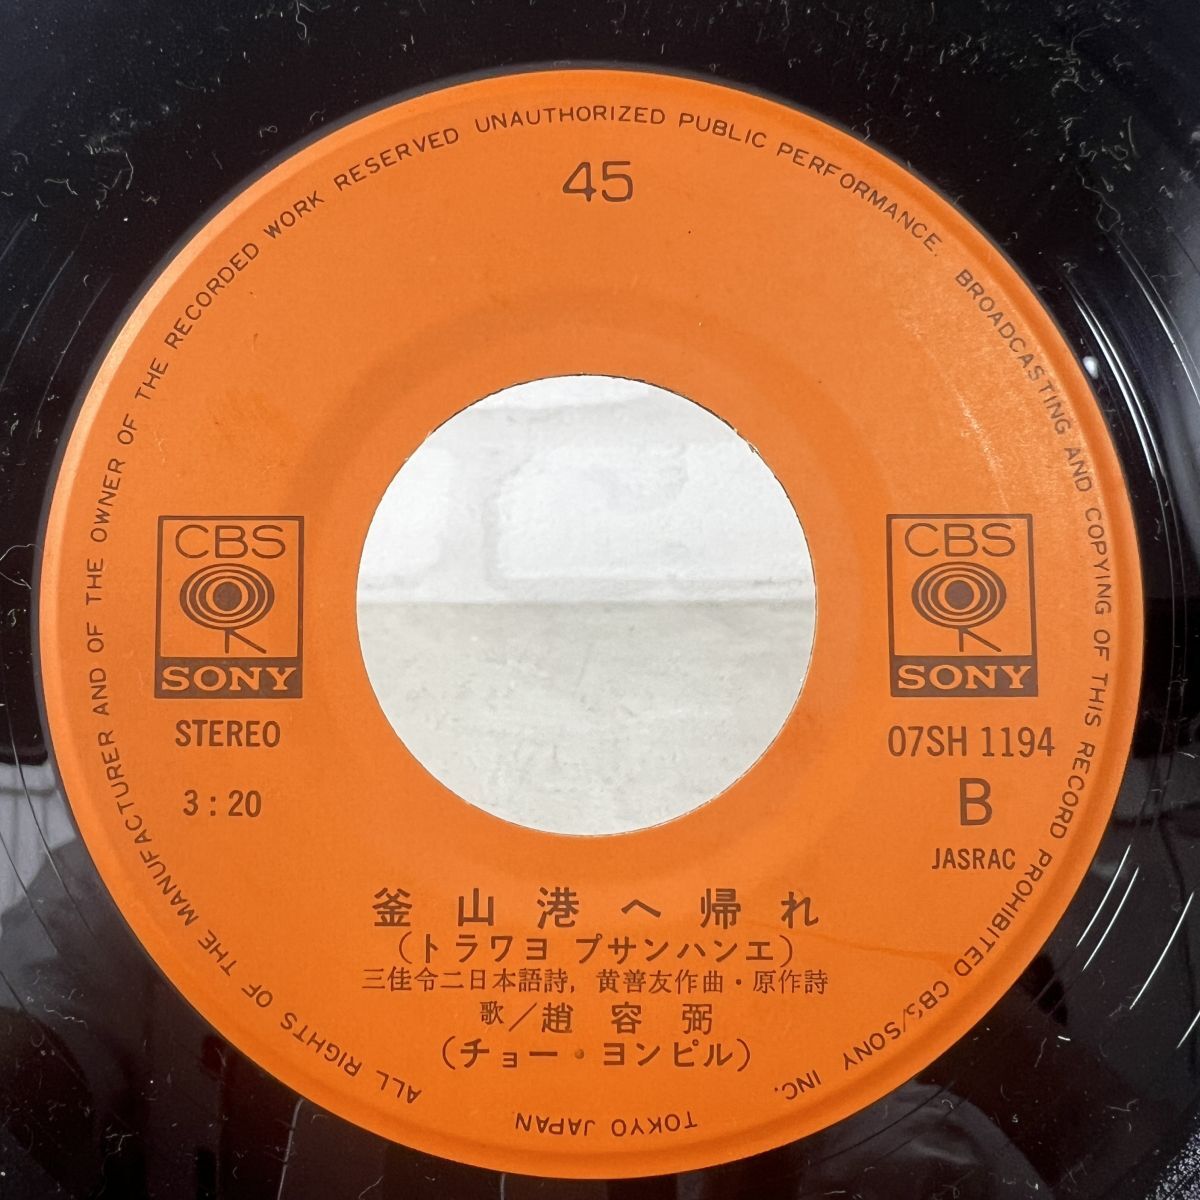 ALL RIGHTS OF THE MANUFACTURER AND OF THE OWNER OF THE RECORDED WORK RESERVED UNAUTHORIZED PUBLIC PERFORMANCE. BROADCASTING AND COPYING OF THIS RECORD PROHIBITED CBS/SONY INC.
TOKYO JAPAN
45
CBS
SONY
STEREO
3:20
CBS
SONY
07SH 1194
B
JASRAC
釜山港へ帰れ
(トラワヨ プサンハンエ)
三佳令二日本語詩, 黄善友作曲・原作詩
歌/趙容弼
(チョー・ヨンピル)